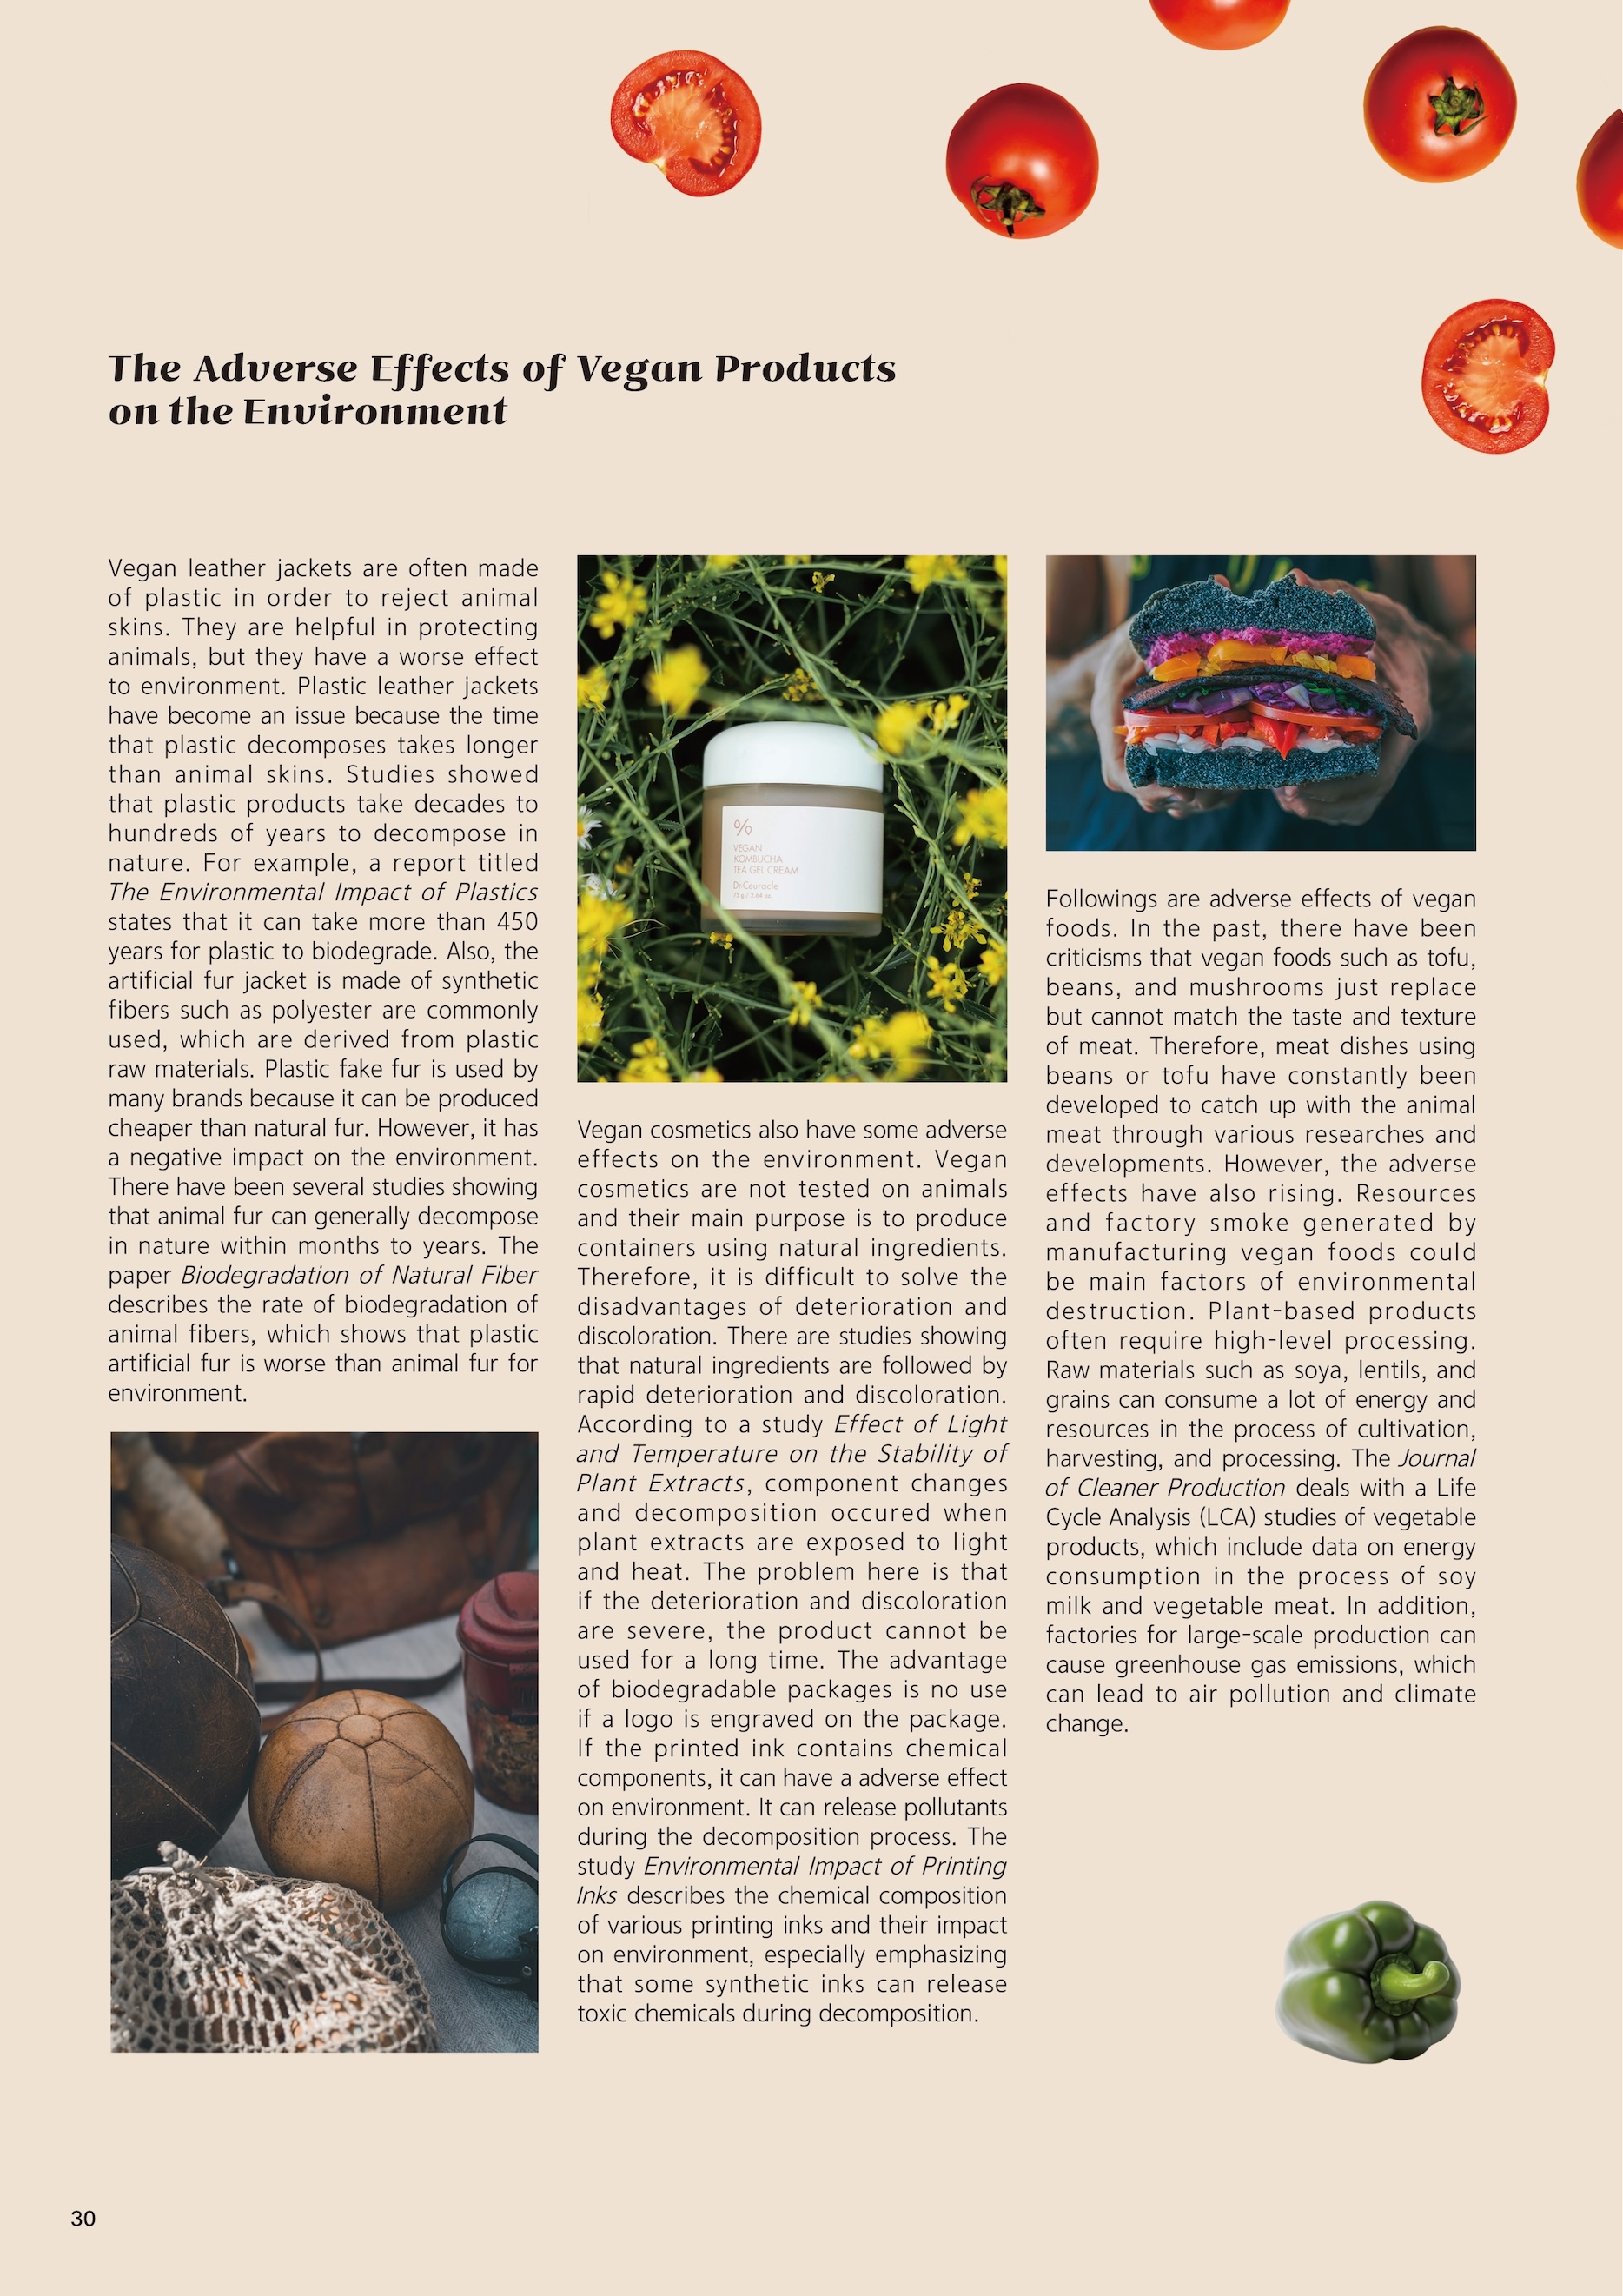 The Adverse Effects of Vegan Products
on the Environment
Vegan leather jackets are often made
of plastic in order to reject animal
skins. They are helpful in protecting
animals, but they have a worse effect
to environment. Plastic leather jackets
have become an issue because the time
that plastic decomposes takes longer
than animal skins. Studies showed
that plastic products take decades to
hundreds of years to decompose in
nature. For example, a report titled
The Environmental Impact of Plastics
states that it can take more than 450
years for plastic to biodegrade. Also, the
artificial fur jacket is made of synthetic
fibers such as polyester are commonly
used, which are derived from plastic
raw materials. Plastic fake fur is used by
many brands because it can be produced
cheaper than natural fur. However, it has
a negative impact on the environment.
There have been several studies showing
that animal fur can generally decompose
in nature within months to years. The
paper Biodegradation of Natural Fiber
describes the rate of biodegradation of
animal fibers, which shows that plastic
artificial fur is worse than animal fur for
environment.
VEGAN
KOMBUCHA
TEA GEL CREAM
Dr.Ceuracle
75 g / 2.64 oz.
Vegan cosmetics also have some adverse
effects on the environment. Vegan
cosmetics are not tested on animals
and their main purpose is to produce
containers using natural ingredients.
Therefore, it is difficult to solve the
disadvantages of deterioration and
discoloration. There are studies showing
that natural ingredients are followed by
rapid deterioration and discoloration.
According to a study Effect of Light
and Temperature on the Stability of
Plant Extracts, component changes
and decomposition occured when
plant extracts are exposed to light
and heat. The problem here is that
if the deterioration and discoloration
are severe, the product cannot be
used for a long time. The advantage
of biodegradable packages is no use
if a logo is engraved on the package.
If the printed ink contains chemical
components, it can have a adverse effect
on environment. It can release pollutants
during the decomposition process. The
study Environmental Impact of Printing
Inks describes the chemical composition
of various printing inks and their impact
on environment, especially emphasizing
that some synthetic inks can release
toxic chemicals during decomposition.
Followings are adverse effects of vegan
foods. In the past, there have been
criticisms that vegan foods such as tofu,
beans, and mushrooms just replace
but cannot match the taste and texture
of meat. Therefore, meat dishes using
beans or tofu have constantly been
developed to catch up with the animal
meat through various researches and
developments. However, the adverse
effects have also rising. Resources
and factory smoke generated by
manufacturing vegan foods could
be main factors of environmental
destruction. Plant-based products
often require high-level processing.
Raw materials such as soya, lentils, and
grains can consume a lot of energy and
resources in the process of cultivation,
harvesting, and processing. The Journal
of Cleaner Production deals with a Life
Cycle Analysis (LCA) studies of vegetable
products, which include data on energy
consumption in the process of soy
milk and vegetable meat. In addition,
factories for large-scale production can
cause greenhouse gas emissions, which
can lead to air pollution and climate
change.
30